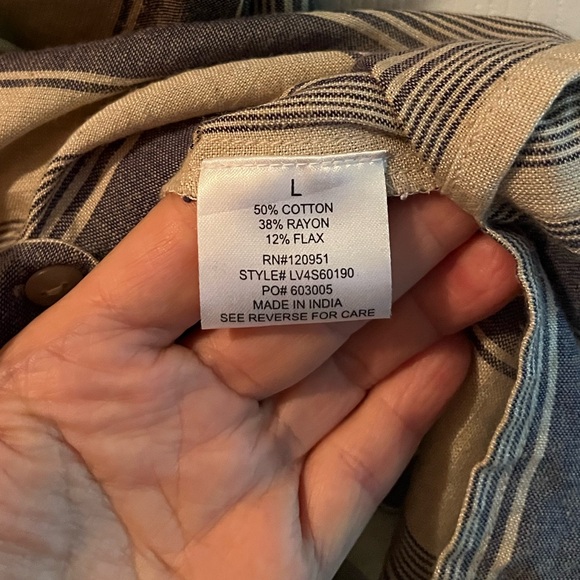 L
50% COTTON
38% RAYON
12% FLAX
RN#120951
STYLE# LV4S60190
PO# 603005
MADE IN INDIA
SEE REVERSE FOR CARE